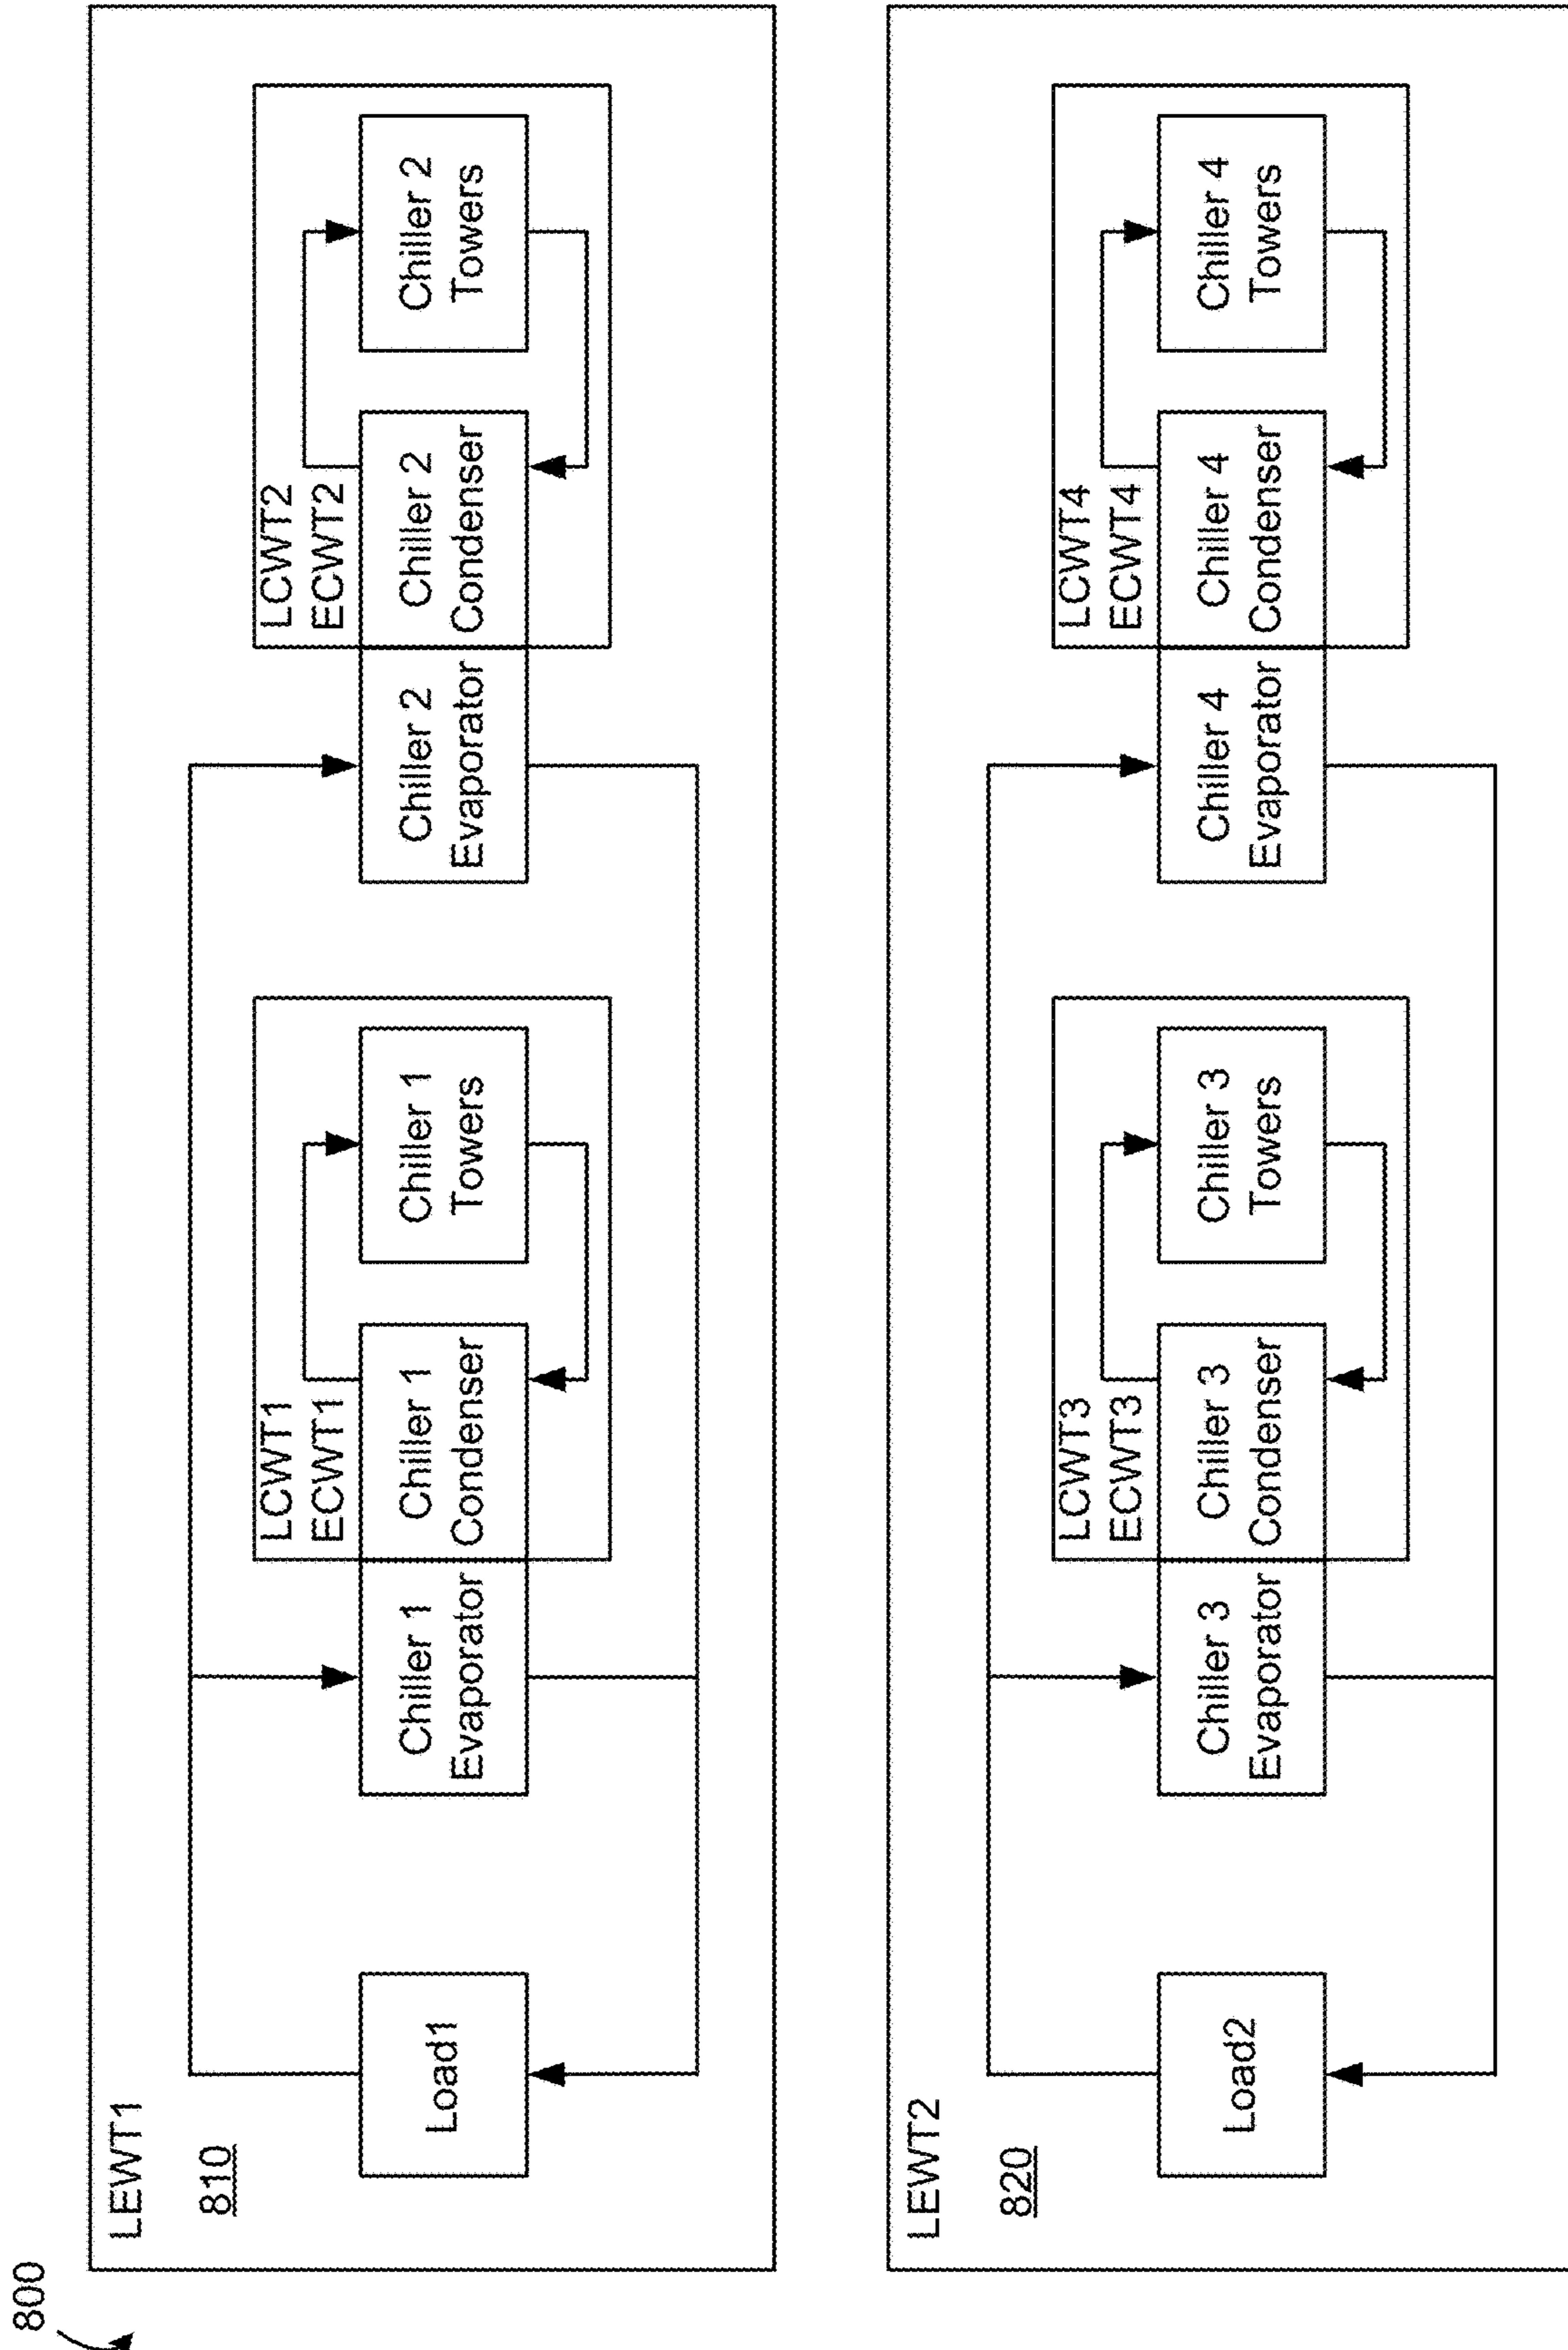 800
LEWT1
810
Load1
Chiller 1
Evaporator
LCWT1
ECWT1
Chiller 1
Condenser
Chiller 1
Towers
Chiller 2
Evaporator
LCWT2
ECWT2
Chiller 2
Condenser
Chiller 2
Towers
LEWT2
820
Load2
Chiller 3
Evaporator
LCWT3
ECWT3
Chiller 3
Condenser
Chiller 3
Towers
Chiller 4
Evaporator
LCWT4
ECWT4
Chiller 4
Condenser
Chiller 4
Towers